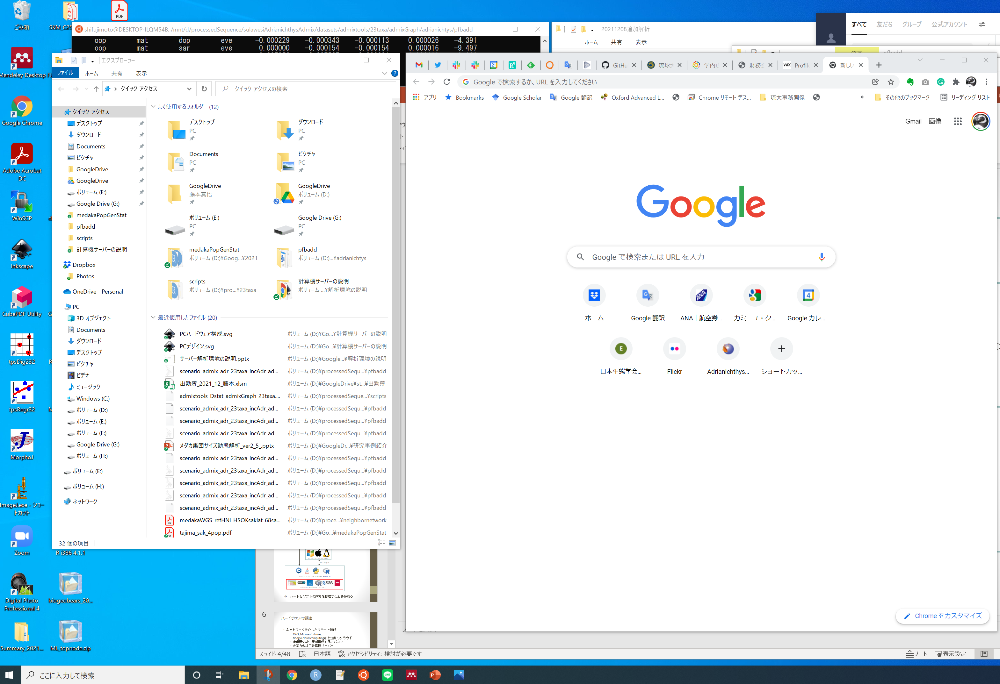 ごみ箱
SKM_C25
Mendeley Desktop
Google Chrome
Adobe Acrobat
DC
WinSCP
Inkscape
CubePDF Utility
tpsDig232
tpsRegr32
MorphoJ
ImageJ.exe - ショー
トカット
Zoom
R i386 4.1.1
Digital Photo
Professional 4
biogeobears_20...
Summary_2021...
ML_topnode.zip
shifujimoto@DESKTOP-ILQM54B: /mnt/d/processedSequence/sulawesiAdrianichthysAdmix/datasets/admixtools/23taxa/admixGraph/adrianichtys/pfbadd
oop mat dop eve -0.000229 -0.000343 -0.000113 0.000026 -4.391
oop mat sar eve 0.000000 -0.000154 -0.000154 0.000016 -9.497
20211208追加解析
ホーム 共有 表示
すべて 友だち グループ 公式アカウント
エクスプローラー
ファイル ホーム 共有 表示
クイック アクセス
クイック アクセスの検索
クイック アクセス
デスクトップ
ダウンロード
Documents
ピクチャ
GoogleDrive
GoogleDrive
ボリューム (E:)
Google Drive (G:)
medakaPopGenStat
pfbadd
scripts
計算機サーバーの説明
Dropbox
Photos
OneDrive - Personal
PC
3D オブジェクト
Documents
ダウンロード
デスクトップ
ピクチャ
ビデオ
ミュージック
Windows (C:)
ボリューム (D:)
ボリューム (E:)
ボリューム (F:)
Google Drive (G:)
ボリューム (H:)
ボリューム (E:)
ボリューム (H:)
ネットワーク
よく使用するフォルダー (12)
デスクトップ
PC
ダウンロード
PC
Documents
PC
ピクチャ
PC
GoogleDrive
藤本真悟
GoogleDrive
ボリューム (D:)
ボリューム (E:)
PC
Google Drive (G:)
PC
medakaPopGenStat
ボリューム (D:)¥Goog...¥2021
pfbadd
ボリューム (D:)...¥adrianichtys
scripts
ボリューム (D:)¥pro...¥23taxa
計算機サーバーの説明
ボリューム ...¥解析環境の説明
最近使用したファイル (20)
PCハードウェア構成.svg ボリューム (D:)¥Go...¥計算機サーバーの説明
PCデザイン.svg ボリューム (D:)¥Go...¥計算機サーバーの説明
サーバー解析環境の説明.pptx ボリューム (D:)¥Google...¥解析環境の説明
scenario_admix_adr_23taxa_incAdr_ad... ボリューム (D:)¥processedSequ...¥pfbadd
出勤簿_2021_12_藤本.xlsm ボリューム (D:)¥GoogleDrive¥st...¥出勤簿
admixtools_Dstat_admixGraph_23taxa.... ボリューム (D:)¥processedSeque...¥scripts
scenario_admix_adr_23taxa_incAdr_ad... ボリューム (D:)¥processedSequ...¥pfbadd
scenario_admix_adr_23taxa_incAdr_ad... ボリューム (D:)¥processedSequ...¥pfbadd
scenario_admix_adr_23taxa_incAdr_ad... ボリューム (D:)¥processedSequ...¥pfbadd
メダカ集団サイズ動態解析_ver2_5_.pptx ボリューム (D:)¥GoogleDr...¥研究事例紹介
scenario_admix_adr_23taxa_incAdr_ad... ボリューム (D:)¥processedSequ...¥pfbadd
scenario_admix_adr_23taxa_incAdr_ad... ボリューム (D:)¥processedSequ...¥pfbadd
scenario_admix_adr_23taxa_incAdr_ad... ボリューム (D:)¥processedSequ...¥pfbadd
scenario_admix_adr_23taxa_incAdr_ad... ボリューム (D:)¥processedSequ...¥pfbadd
scenario_admix_adr_23taxa_incAdr_ad... ボリューム (D:)¥processedSequ...¥pfbadd
medakaWGS_refHNI_HSOKsaklat_68sa... ボリューム (D:)¥proce...¥neighbornetwork
tajima_sak_4pop.pdf ボリューム (D:)¥Go...¥medakaPopGenStat
32 個の項目
GitHu 琉球大 学内広 財務会 WIX Profile 新しい
Google で検索するか、URL を入力してください
アプリ Bookmarks Google Scholar Google 翻訳 Oxford Advanced L... Chrome リモート デス... 琉大事務関係 » その他のブックマーク リーディング リスト
Gmail 画像
Google
Google で検索または URL を入力
ホーム Google 翻訳 ANA｜航空券... カミーユ・ク... Google カレ...
日本生態学会... Flickr Adrianichthys... ショートカッ...
Chrome をカスタマイズ
→ ハードとソフトの両方を管理する必要がある
6
ハードウェアの調達
- ネットワークを介したリモート接続
・AWS, Microsoft Azure,
Google cloud computingなど企業のクラウド
・遺伝研や基生研が提供するスパコン
・大学内の共用計算機サーバー
スライド 4/48 日本語 アクセシビリティ: 検討が必要です ノート 表示設定
ここに入力して検索